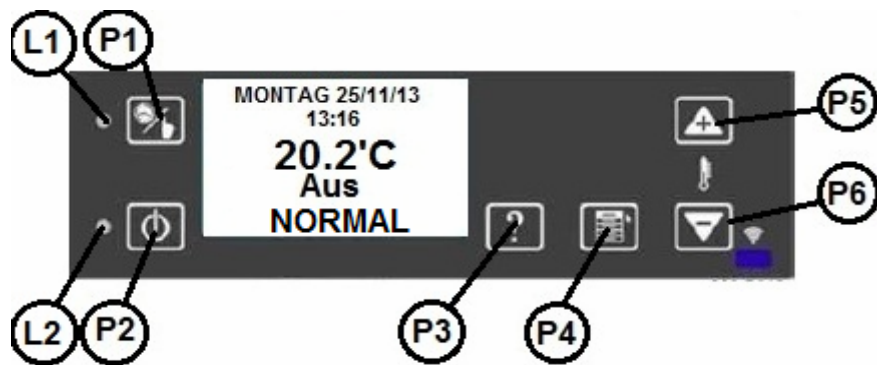 L1 P1
MONTAG 25/11/13
13:16
20.2'C
Aus
NORMAL
P5
P6
?
L2 P2
P3
P4